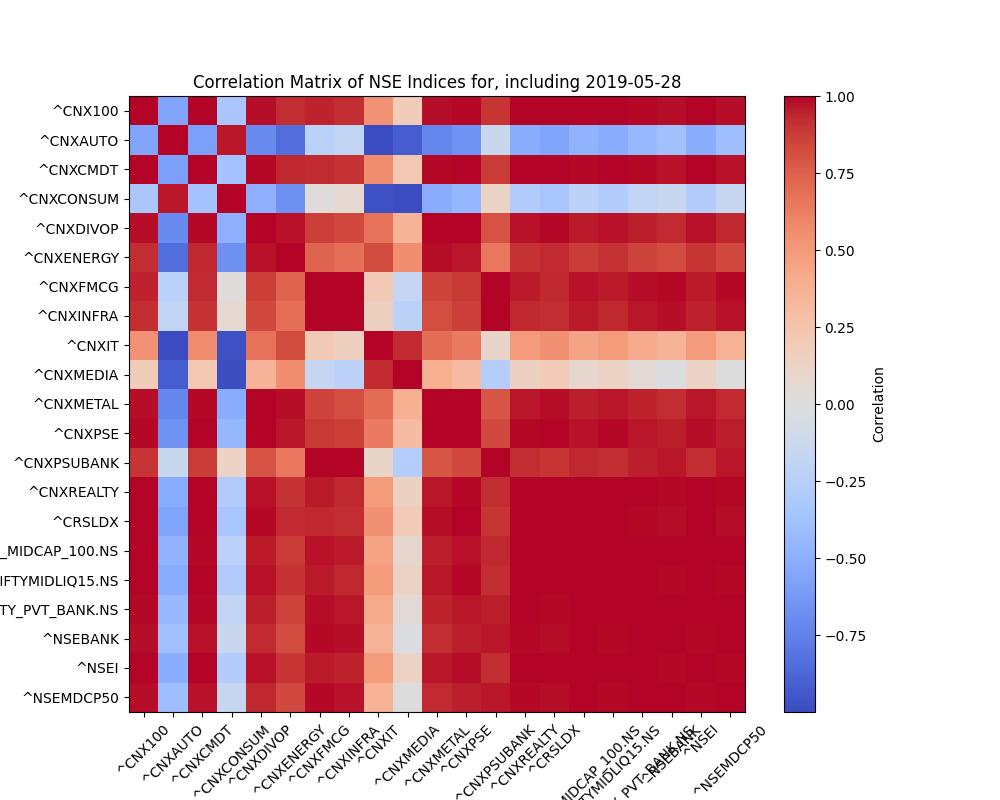 Correlation Matrix of NSE Indices for, including 2019-05-28
^CNX100
^CNXAUTO
^CNXCMDT
^CNXCONSUM
^CNXDIVOP
^CNXENERGY
^CNXFMCG
^CNXINFRA
^CNXIT
^CNXMEDIA
^CNXMETAL
^CNXPSE
^CNXPSUBANK
^CNXREALTY
^CRSLDX
_MIDCAP_100.NS
IFTYMIDLIQ15.NS
TY_PVT_BANK.NS
^NSEBANK
^NSEI
^NSEMDCP50
^CNX100
^CNXAUTO
^CNXCMDT
^CNXCONSUM
^CNXDIVOP
^CNXENERGY
^CNXFMCG
^CNXINFRA
^CNXIT
^CNXMEDIA
^CNXMETAL
^CNXPSE
^CNXPSUBANK
^CNXREALTY
^CRSLDX
MIDCAP_100.NS
TYMIDLIQ15.NS
PVT_BANK.NS
^NSEBANK
^NSEI
^NSEMDCP50
1.00
0.75
0.50
0.25
0.00
−0.25
−0.50
−0.75
Correlation